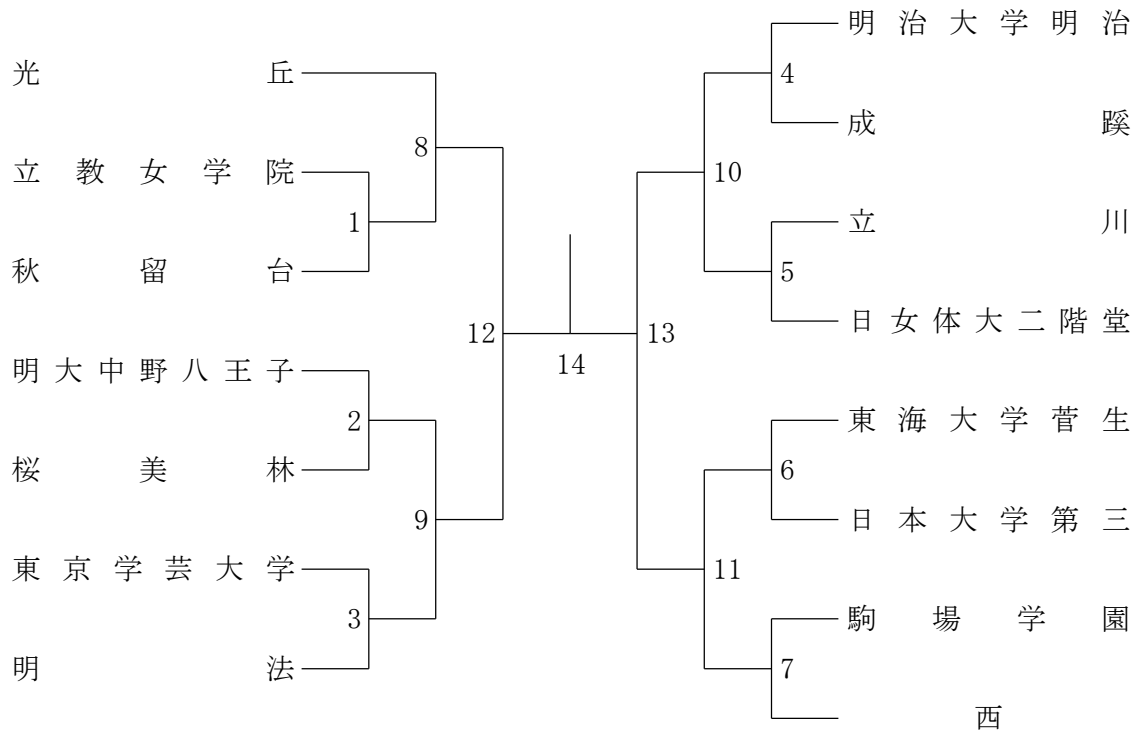 光丘
8
立教女学院
1
秋留台
12
明大中野八王子
2
桜美林
9
東京学芸大学
3
明法
14
明治大学明治
4
成蹊
10
立川
5
日女体大二階堂
13
東海大学菅生
6
日本大学第三
11
駒場学園
7
西